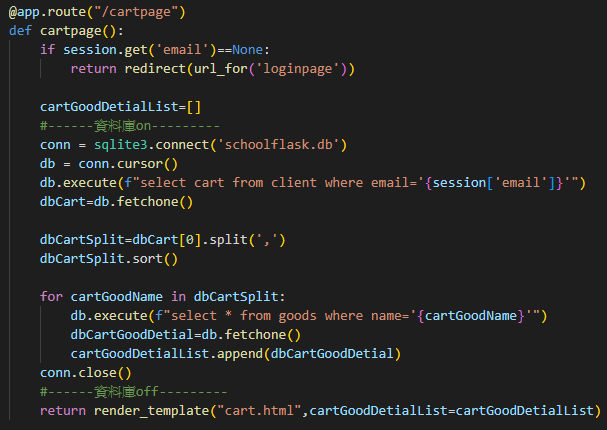 @app.route("/cartpage")
def cartpage():
    if session.get('email')==None:
        return redirect(url_for('loginpage'))

    cartGoodDetialList=[]
    #------資料庫on---------
    conn = sqlite3.connect('schoolflask.db')
    db = conn.cursor()
    db.execute(f"select cart from client where email='{session['email']}'")
    dbCart=db.fetchone()

    dbCartSplit=dbCart[0].split(',')
    dbCartSplit.sort()

    for cartGoodName in dbCartSplit:
        db.execute(f"select * from goods where name='{cartGoodName}'")
        dbCartGoodDetial=db.fetchone()
        cartGoodDetialList.append(dbCartGoodDetial)
    conn.close()
    #------資料庫off---------
    return render_template("cart.html",cartGoodDetialList=cartGoodDetialList)